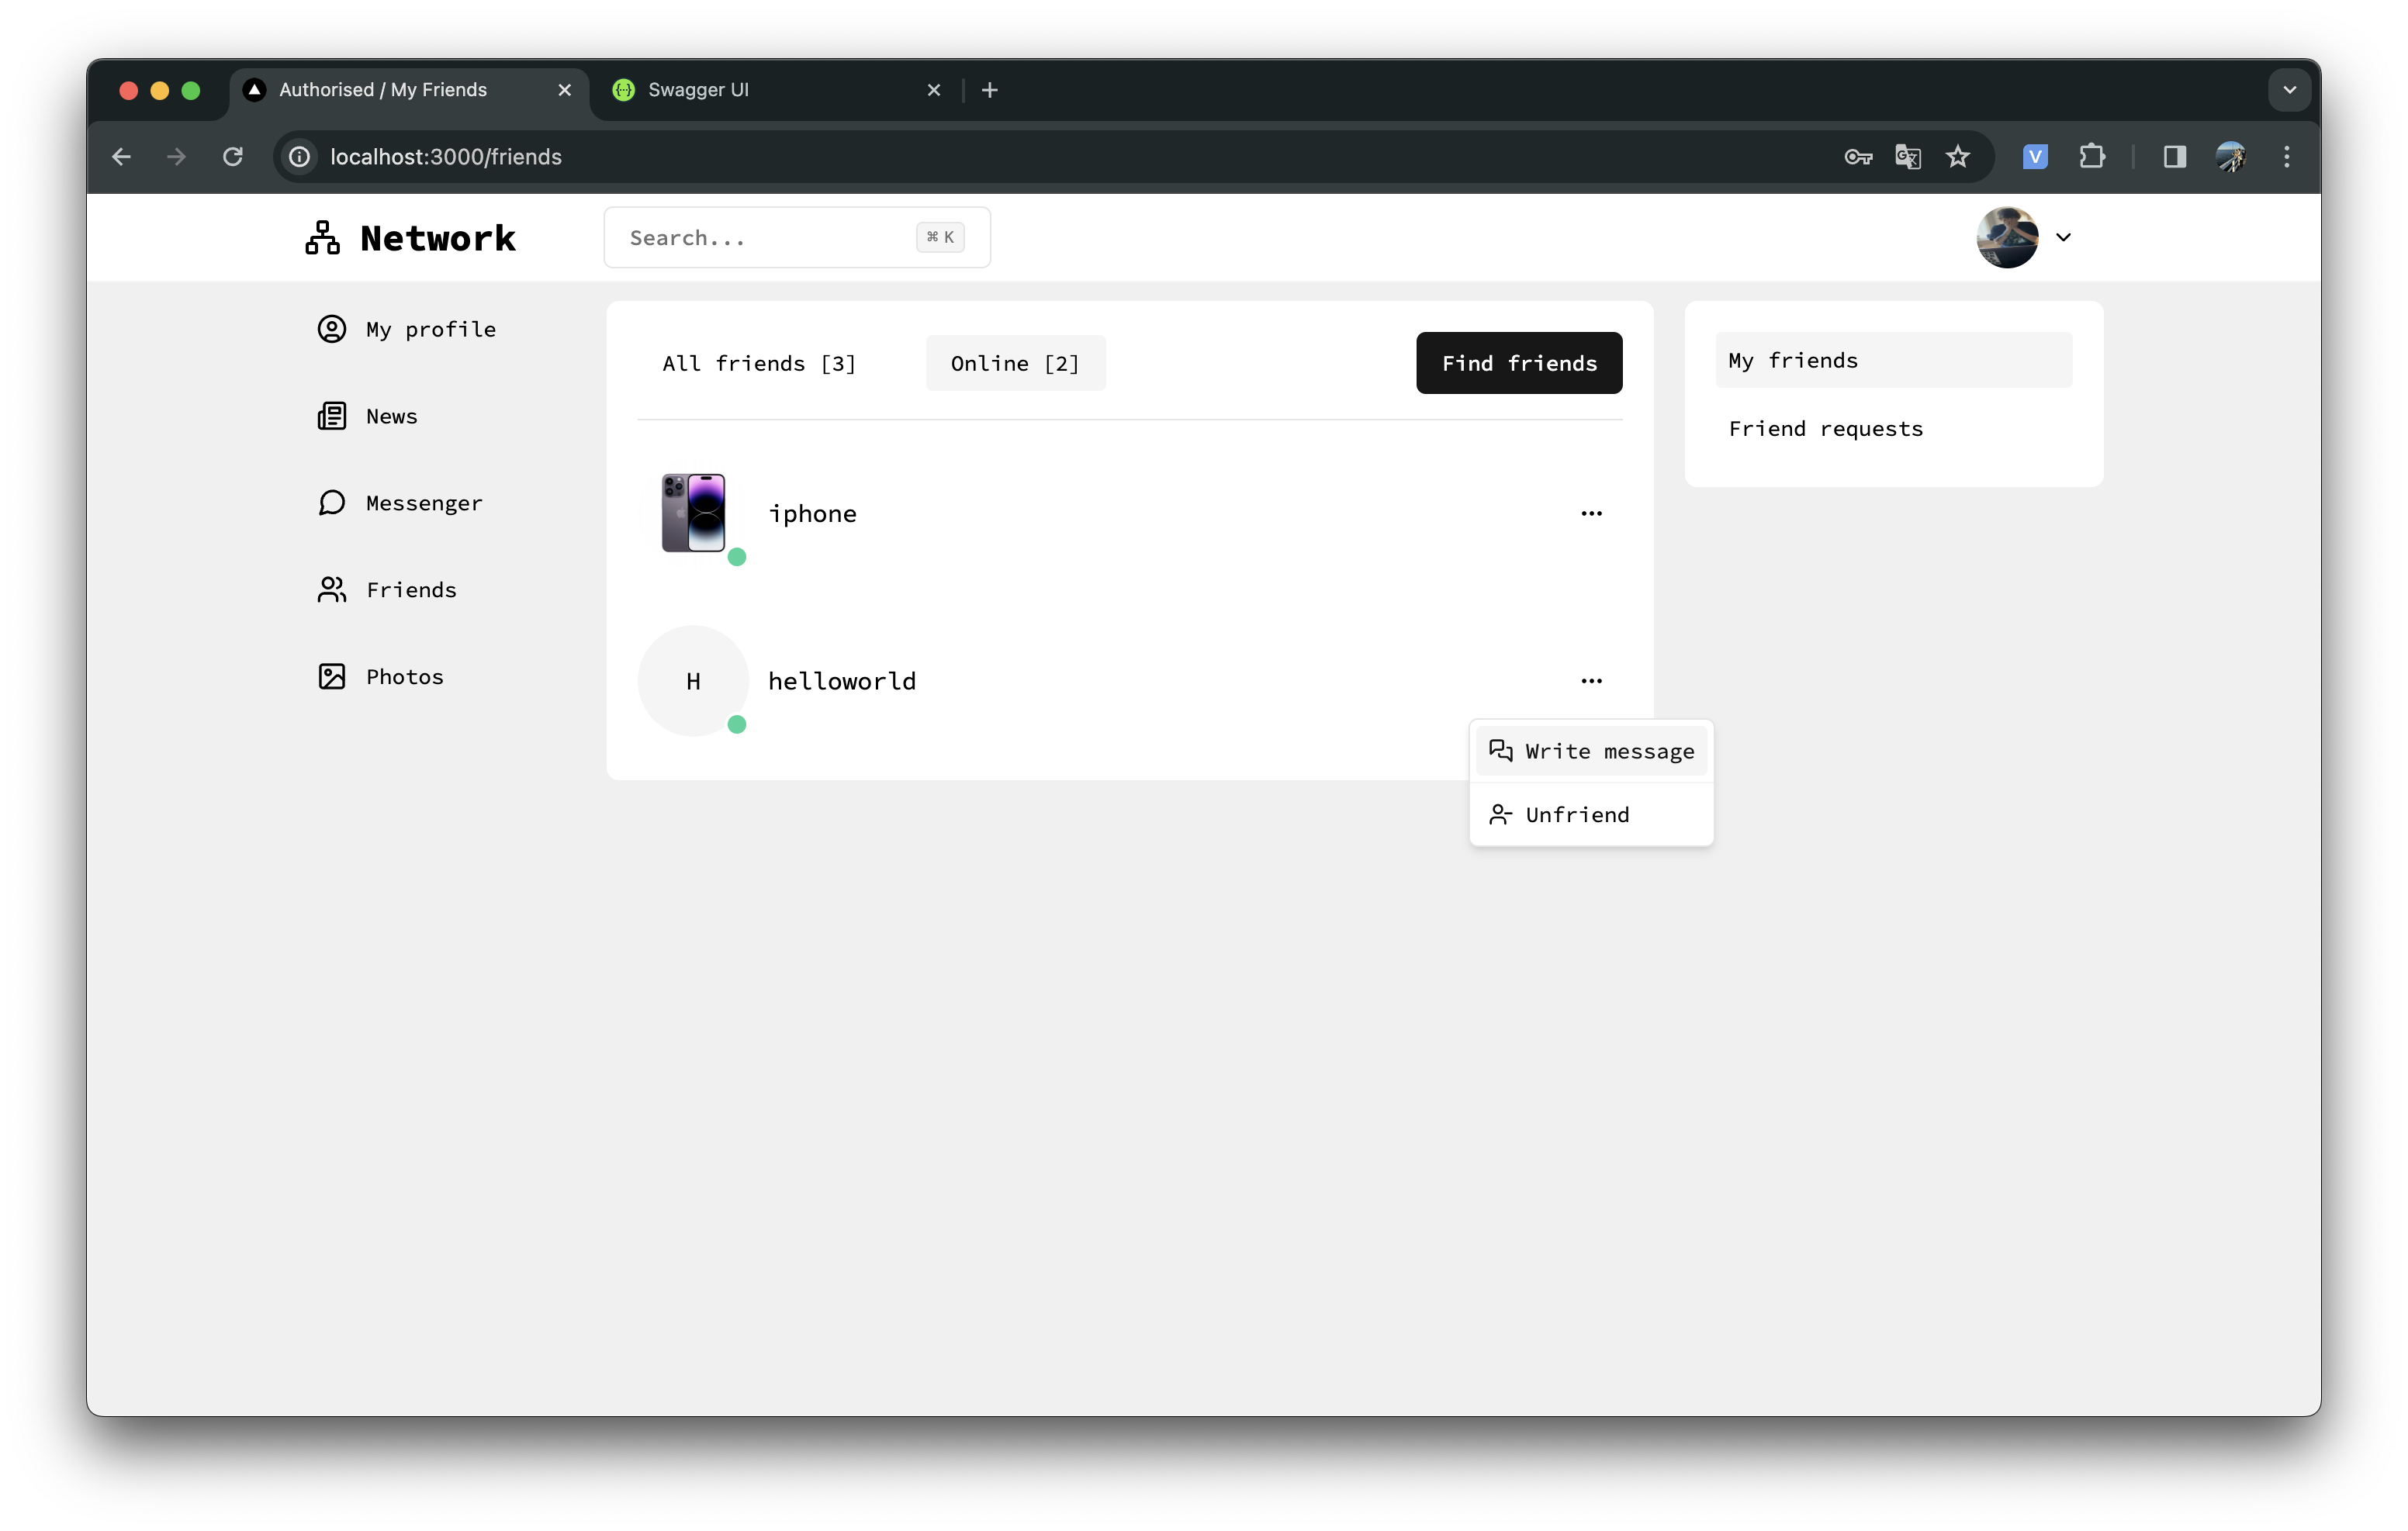 Authorised / My Friends
Swagger UI
localhost:3000/friends
V
Network
Search...
⌘ K
My profile
News
Messenger
Friends
Photos
All friends [3]
Online [2]
Find friends
iphone
H
helloworld
Write message
Unfriend
My friends
Friend requests